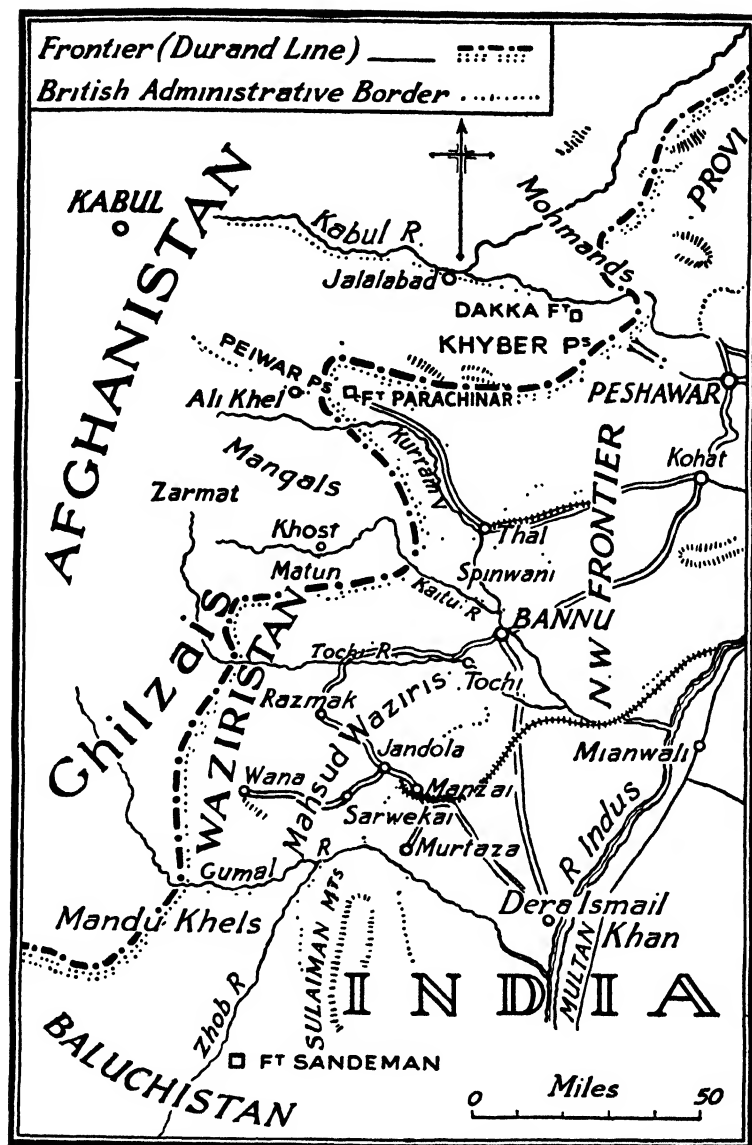 Frontier (Durand Line)
British Administrative Border
KABUL
AFGHANISTAN
Kabul R.
Jalalabad
Mohmands
PROVI
DAKKA FT
KHYBER Ps
PEIWAR Ps
Ali Khel
FT PARACHINAR
PESHAWAR
Kurram V
Mangals
Zarmat
Kohat
N.W FRONTIER
Khost
Matun
Thal
Spinwani
Kaitu R
BANNU
Ghilzais
WAZIRISTAN
Tochi R
Tochi
Razmak
Mahsud Waziris
Jandola
Mianwali
Wana
Manzai
Sarwekai
Murtaza
R Indus
Gumal R
Dera Ismail
Khan
Mandu Khels
SULAIMAN MTS
MULTAN
INDIA
Zhob R
BALUCHISTAN
FT SANDEMAN
Miles
0 50